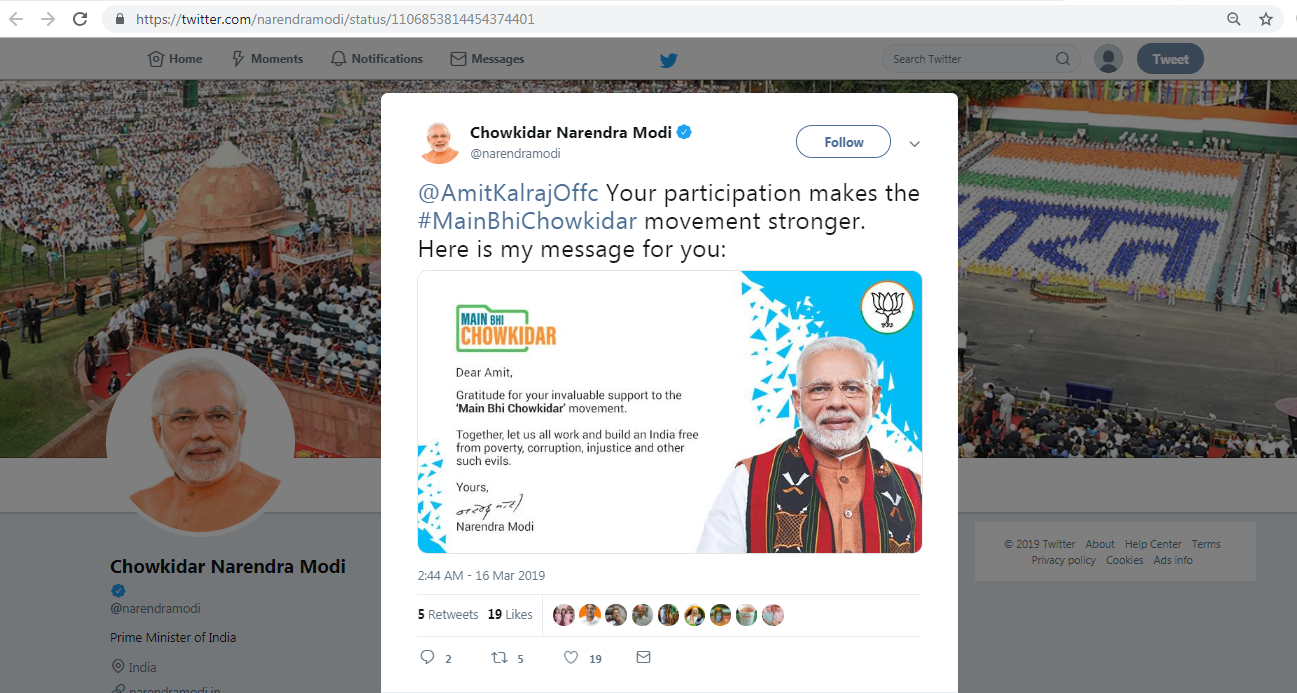 https://twitter.com/narendramodi/status/1106853814454374401
Home Moments Notifications Messages
Search Twitter
Tweet
Chowkidar Narendra Modi
@narendramodi
Follow
@AmitKalrajOffc Your participation makes the
#MainBhiChowkidar movement stronger.
Here is my message for you:
MAIN BHI
CHOWKIDAR
Dear Amit,
Gratitude for your invaluable support to the
'Main Bhi Chowkidar' movement.
Together, let us all work and build an India free
from poverty, corruption, injustice and other
such evils.
Yours,
Narendra Modi
2:44 AM - 16 Mar 2019
5 Retweets 19 Likes
2 5 19
Chowkidar Narendra Modi
@narendramodi
Prime Minister of India
India
narendramodi.in
भारत
© 2019 Twitter About Help Center Terms
Privacy policy Cookies Ads info